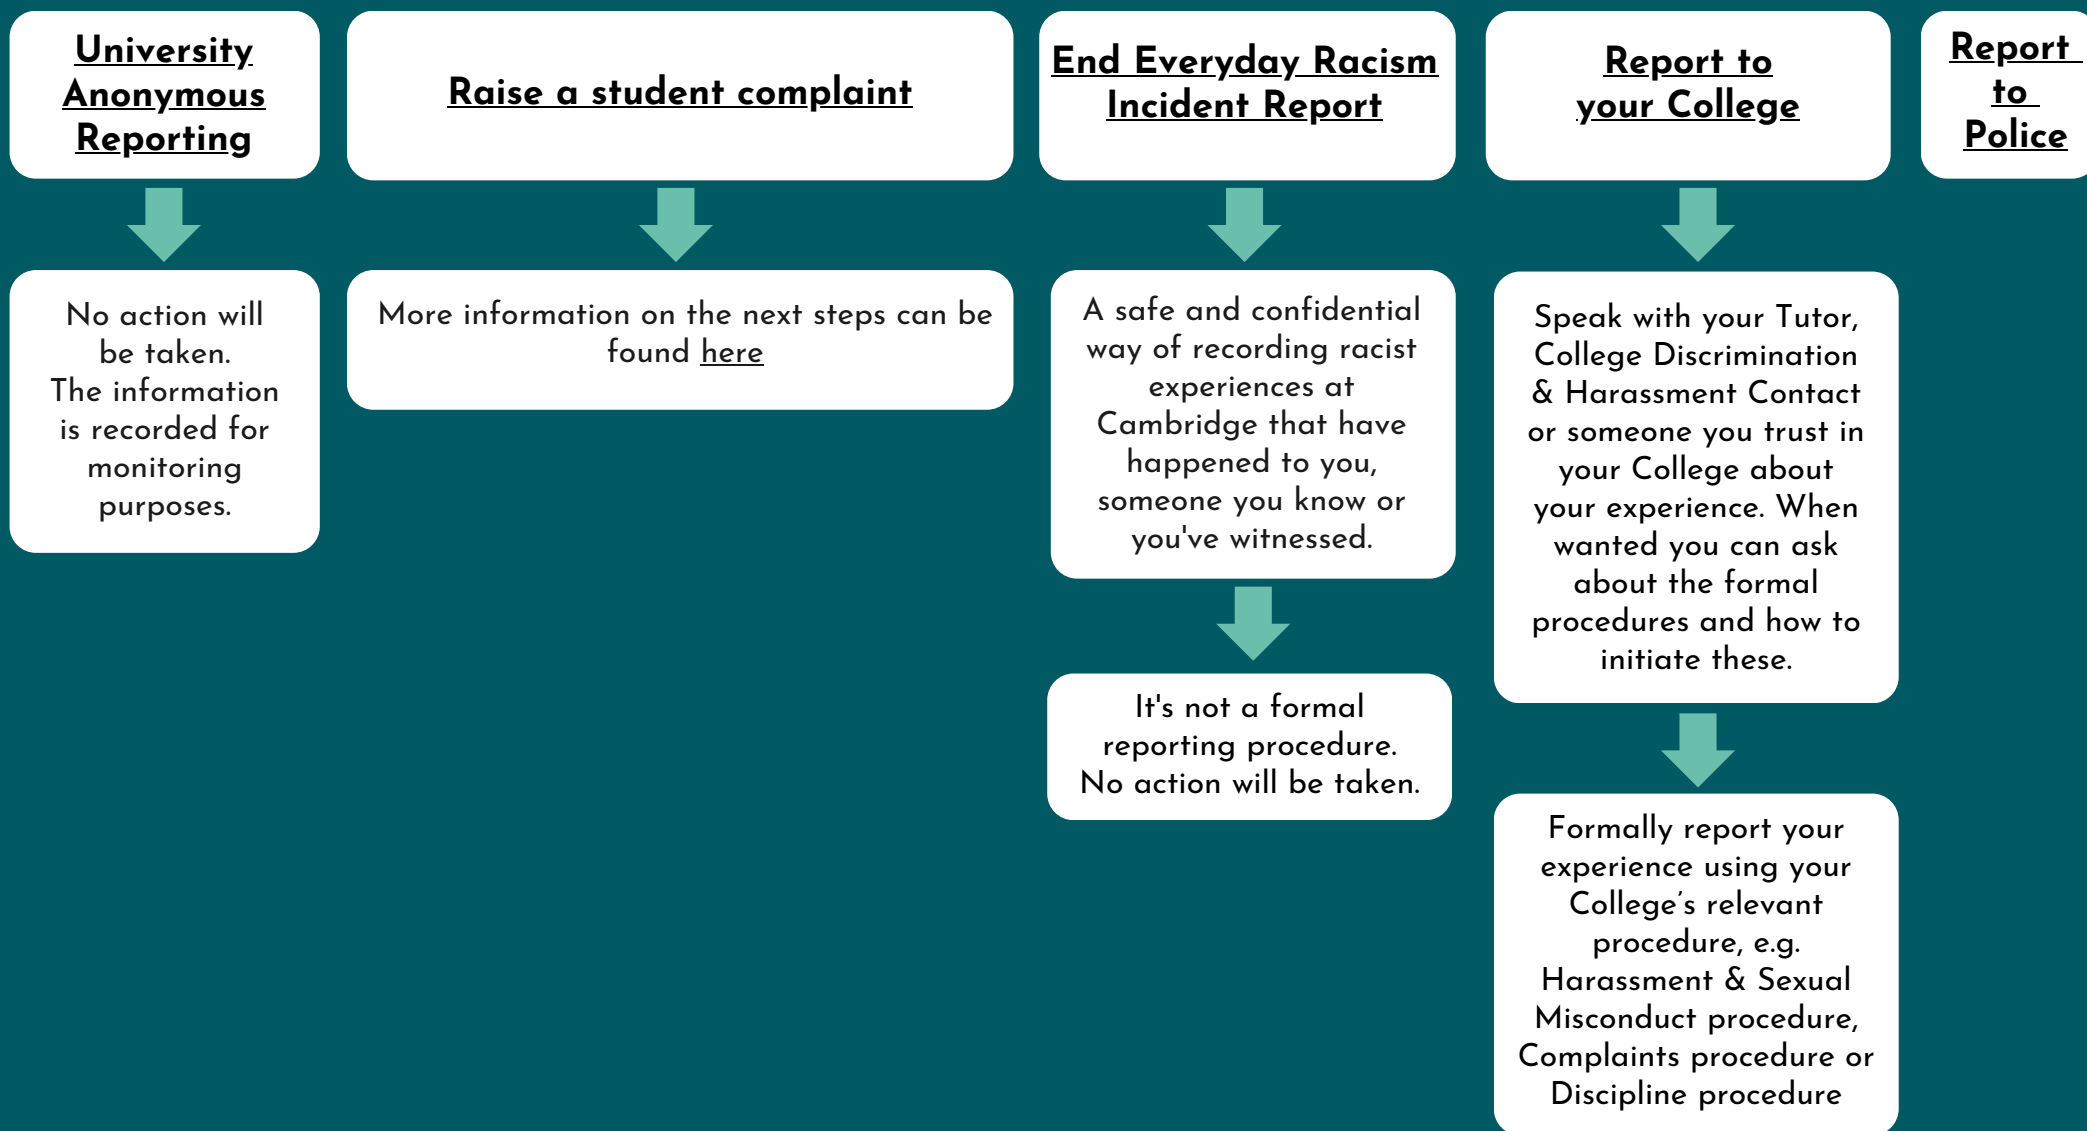 University
Anonymous
Reporting
No action will
be taken.
The information
is recorded for
monitoring
purposes.
Raise a student complaint
More information on the next steps can be
found here
End Everyday Racism
Incident Report
A safe and confidential
way of recording racist
experiences at
Cambridge that have
happened to you,
someone you know or
you've witnessed.
It's not a formal
reporting procedure.
No action will be taken.
Report to
your College
Speak with your Tutor,
College Discrimination
& Harassment Contact
or someone you trust in
your College about
your experience. When
wanted you can ask
about the formal
procedures and how to
initiate these.
Formally report your
experience using your
College’s relevant
procedure, e.g.
Harassment & Sexual
Misconduct procedure,
Complaints procedure or
Discipline procedure
Report
to
Police